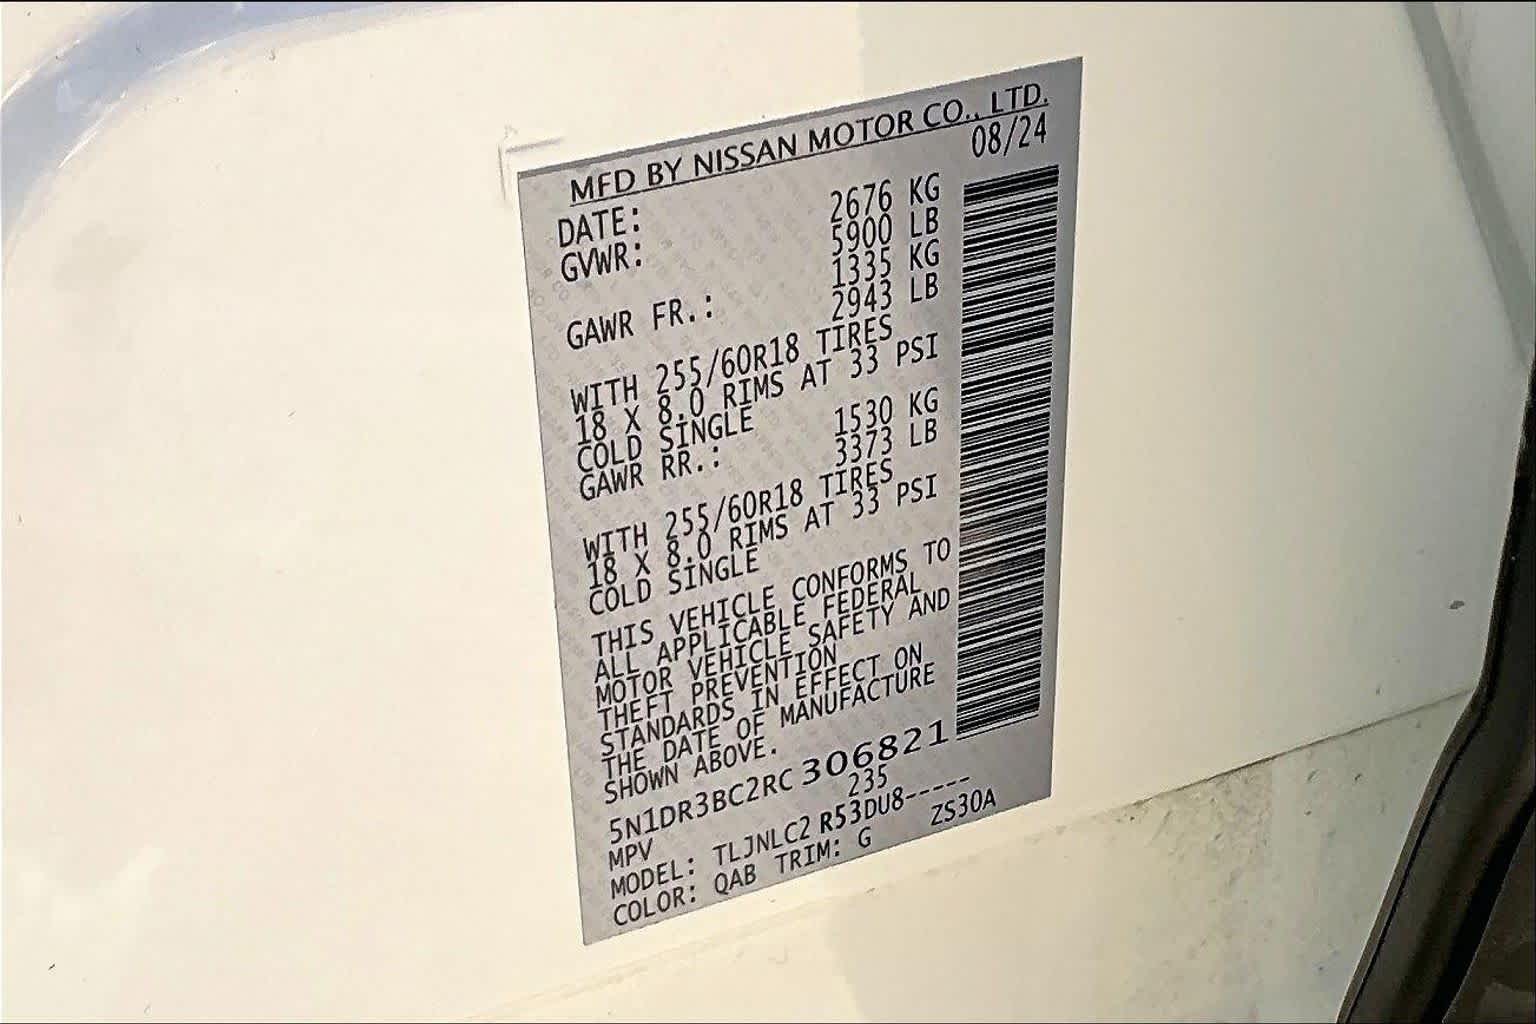 MFD BY NISSAN MOTOR CO., LTD.
DATE: 08/24
GVWR: 2676 KG
5900 LB
GAWR FR.: 1335 KG
2943 LB
WITH 255/60R18 TIRES
18 X 8.0 RIMS AT 33 PSI
COLD SINGLE
GAWR RR.: 1530 KG
3373 LB
WITH 255/60R18 TIRES
18 X 8.0 RIMS AT 33 PSI
COLD SINGLE
THIS VEHICLE CONFORMS TO
ALL APPLICABLE FEDERAL
MOTOR VEHICLE SAFETY AND
THEFT PREVENTION
STANDARDS IN EFFECT ON
THE DATE OF MANUFACTURE
SHOWN ABOVE.
5N1DR3BC2RC 306821
MPV 235
MODEL: TLJNLC2 R53DU8-----
COLOR: QAB TRIM: G ZS30A